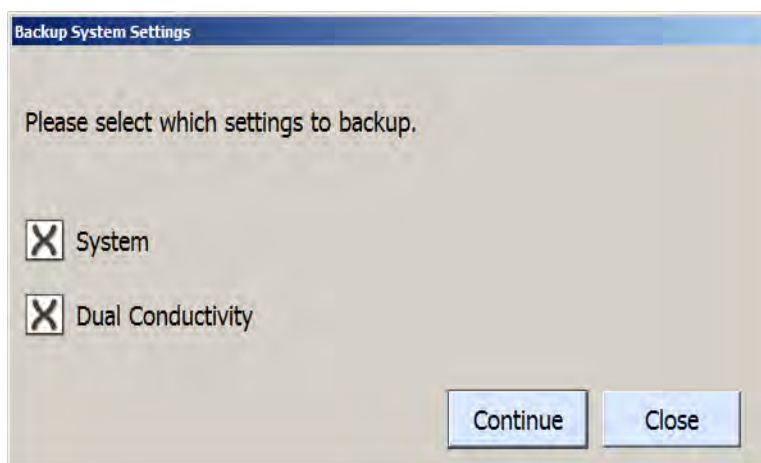 Backup System Settings
Please select which settings to backup.
System
Dual Conductivity
Continue Close